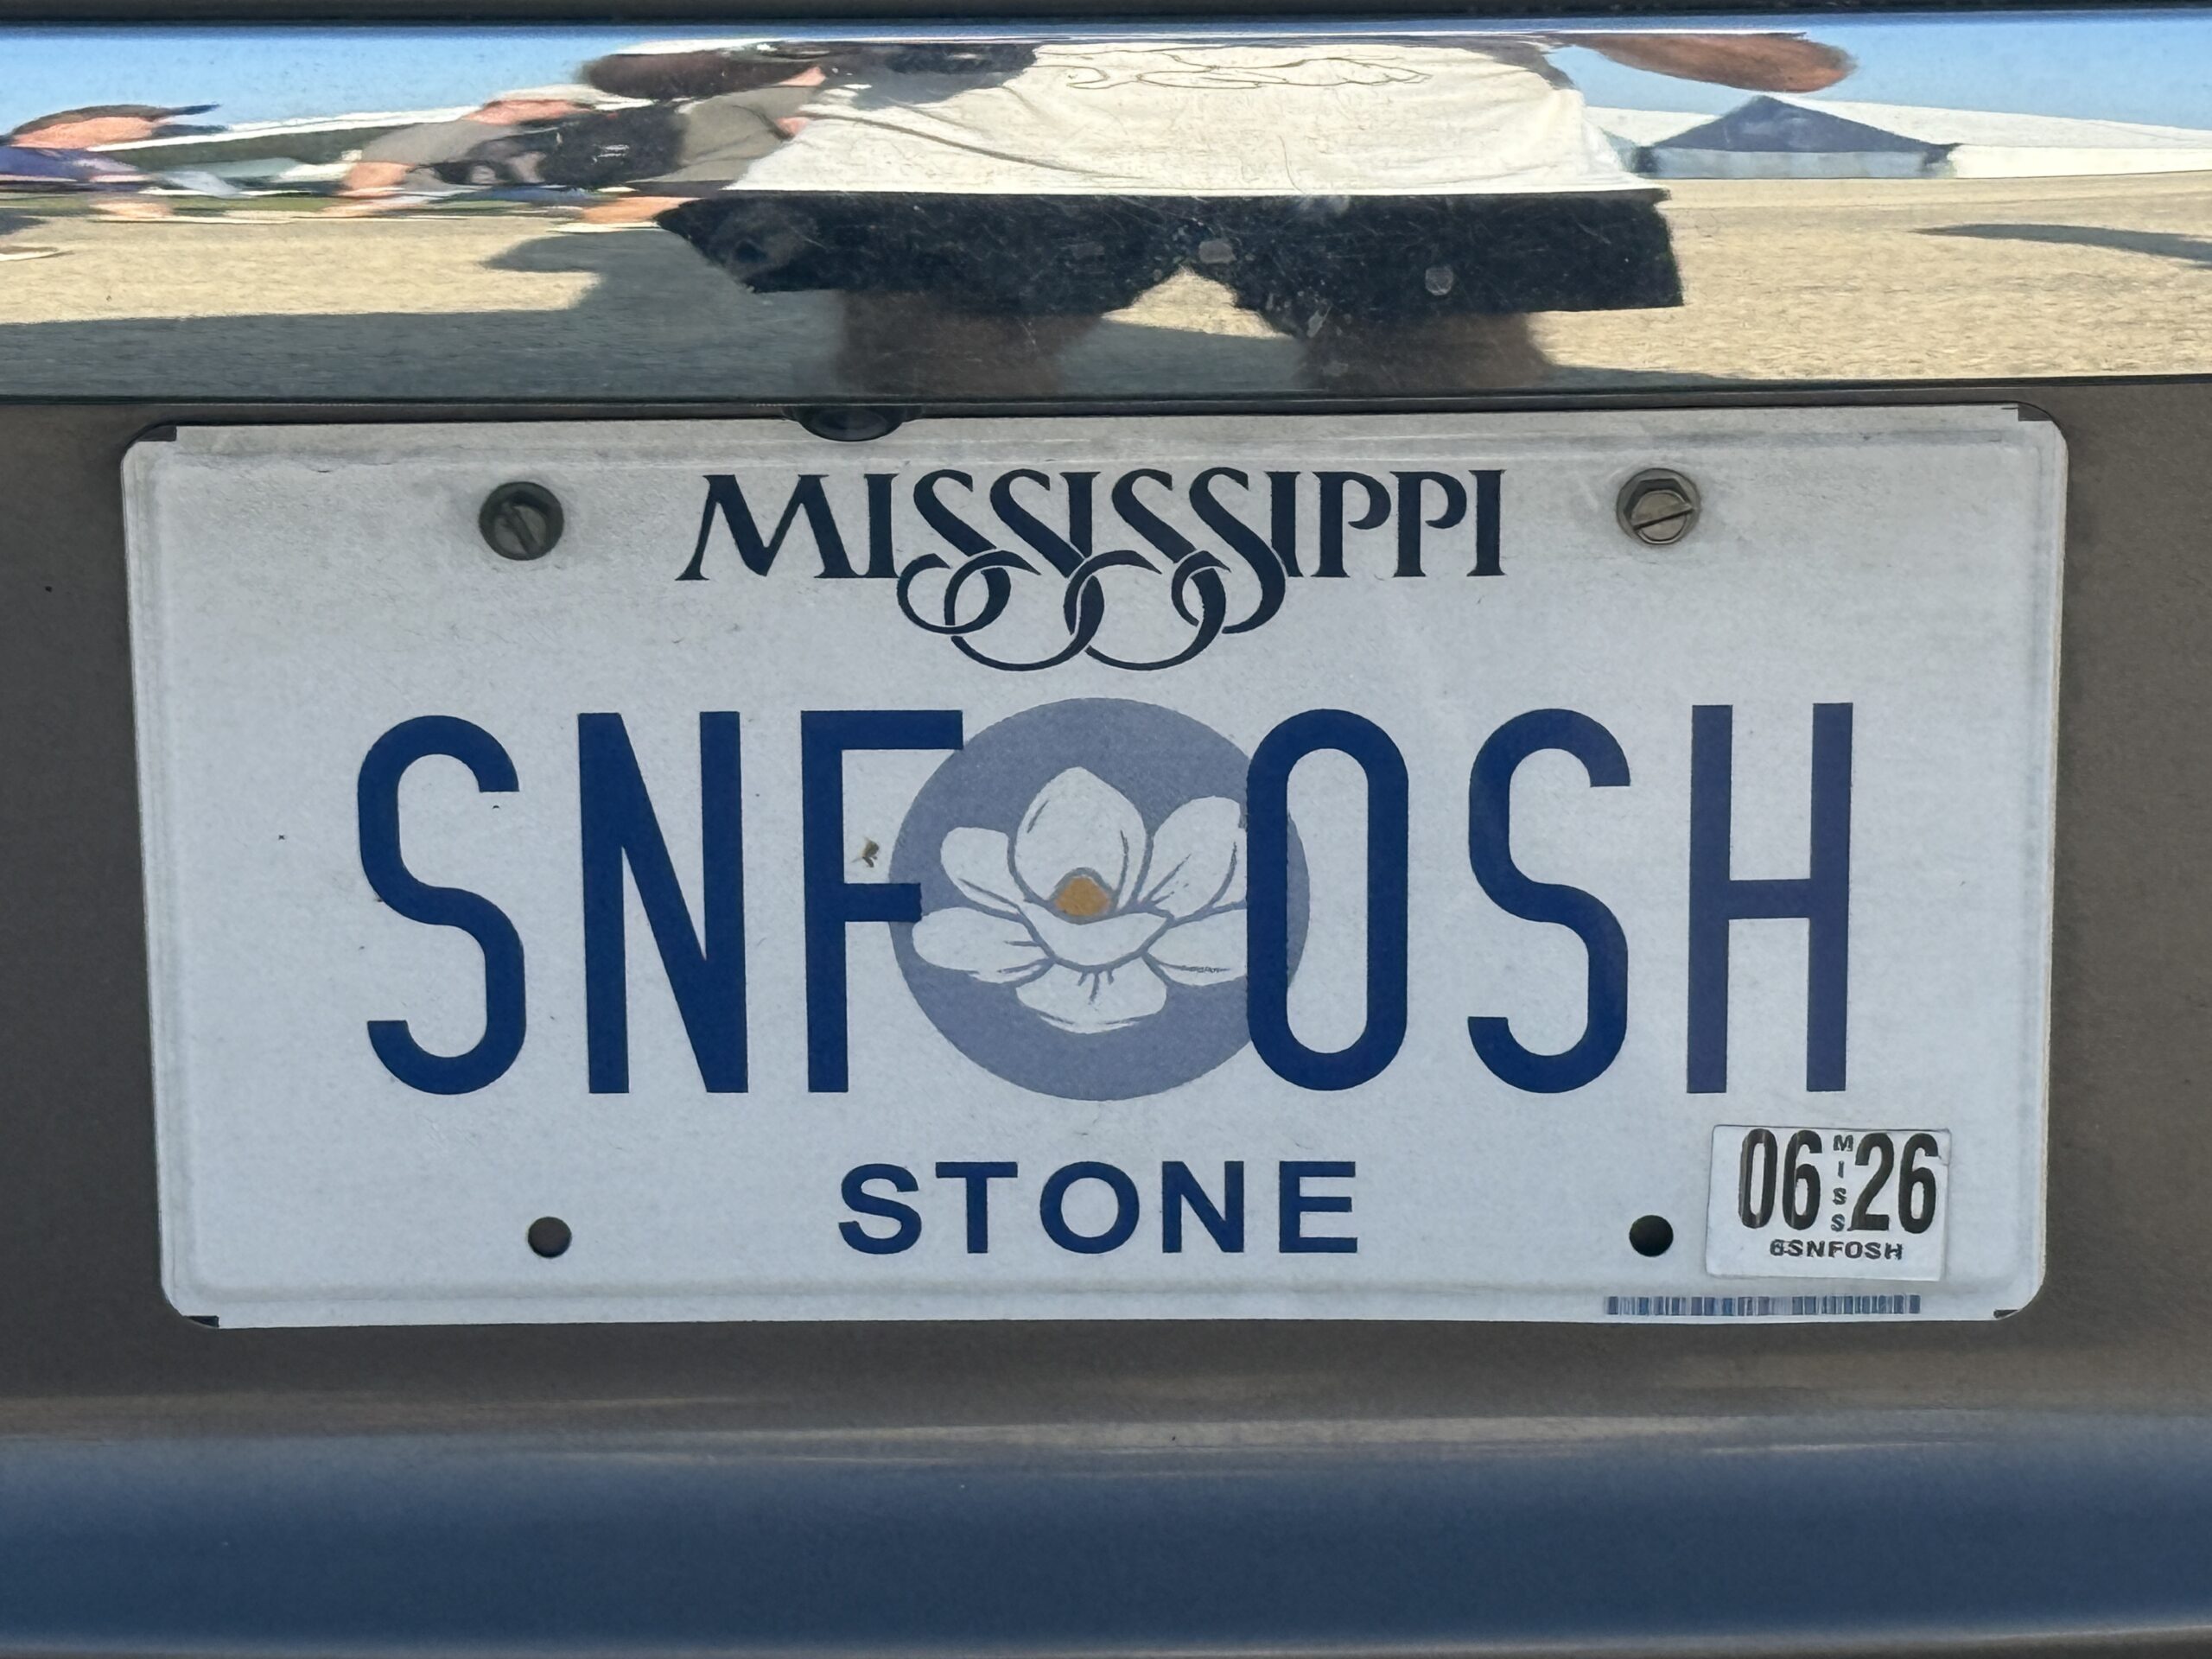 MISSISSIPPI
SNF OSH
STONE
06 MISS 26
6SNFOSH